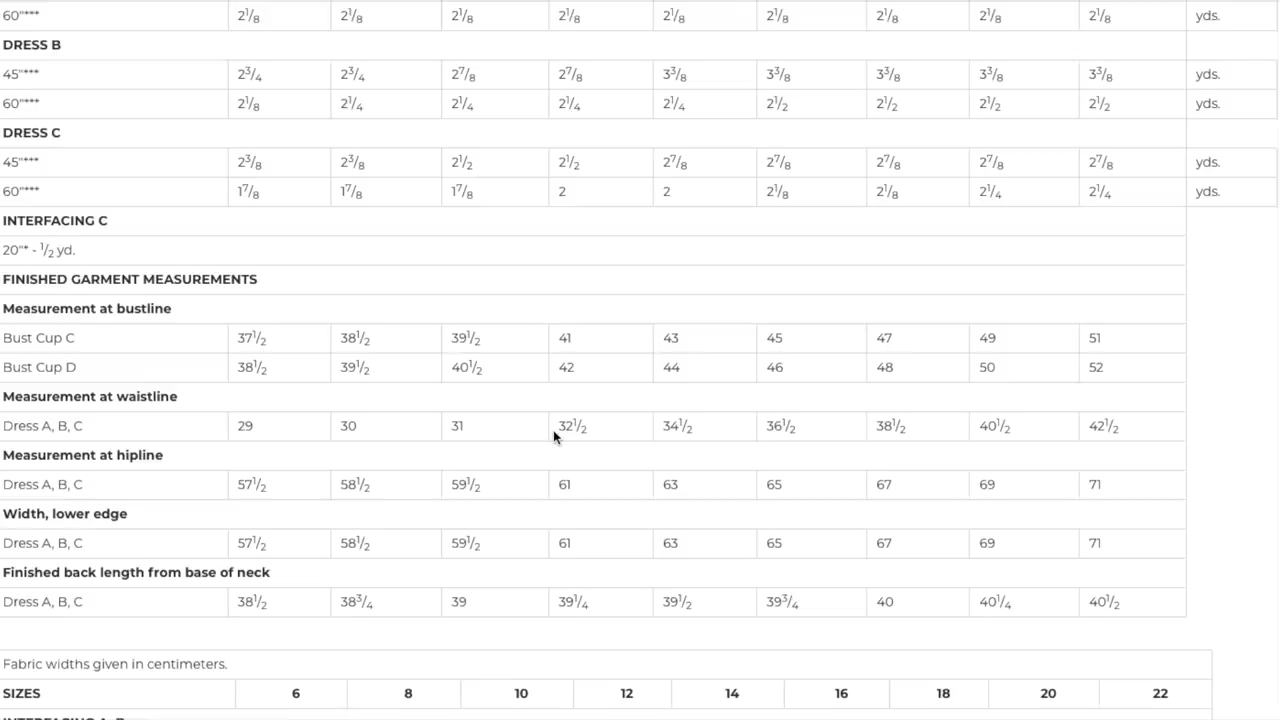 60"*** 2 1/8 2 1/8 2 1/8 2 1/8 2 1/8 2 1/8 2 1/8 2 1/8 2 1/8 yds.
DRESS B
45"*** 2 3/4 2 3/4 2 7/8 2 7/8 3 3/8 3 3/8 3 3/8 3 3/8 3 3/8 yds.
60"*** 2 1/8 2 1/4 2 1/4 2 1/4 2 1/4 2 1/2 2 1/2 2 1/2 2 1/2 yds.
DRESS C
45"*** 2 3/8 2 3/8 2 1/2 2 1/2 2 7/8 2 7/8 2 7/8 2 7/8 2 7/8 yds.
60"*** 1 7/8 1 7/8 1 7/8 2 2 2 1/8 2 1/8 2 1/4 2 1/4 yds.
INTERFACING C
20"* - 1/2 yd.
FINISHED GARMENT MEASUREMENTS
Measurement at bustline
Bust Cup C 37 1/2 38 1/2 39 1/2 41 43 45 47 49 51
Bust Cup D 38 1/2 39 1/2 40 1/2 42 44 46 48 50 52
Measurement at waistline
Dress A, B, C 29 30 31 32 1/2 34 1/2 36 1/2 38 1/2 40 1/2 42 1/2
Measurement at hipline
Dress A, B, C 57 1/2 58 1/2 59 1/2 61 63 65 67 69 71
Width, lower edge
Dress A, B, C 57 1/2 58 1/2 59 1/2 61 63 65 67 69 71
Finished back length from base of neck
Dress A, B, C 38 1/2 38 3/4 39 39 1/4 39 1/2 39 3/4 40 40 1/4 40 1/2
Fabric widths given in centimeters.
SIZES 6 8 10 12 14 16 18 20 22